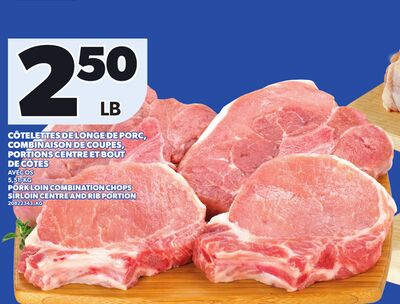 2 50
LB
CÔTELETTES DE LONGE DE PORC,
COMBINAISON DE COUPES,
PORTIONS CENTRE ET BOUT
DE CÔTES
AVEC OS
5,51 KG
PORK LOIN COMBINATION CHOPS
SIRLOIN CENTRE AND RIB PORTION
20822343_KG